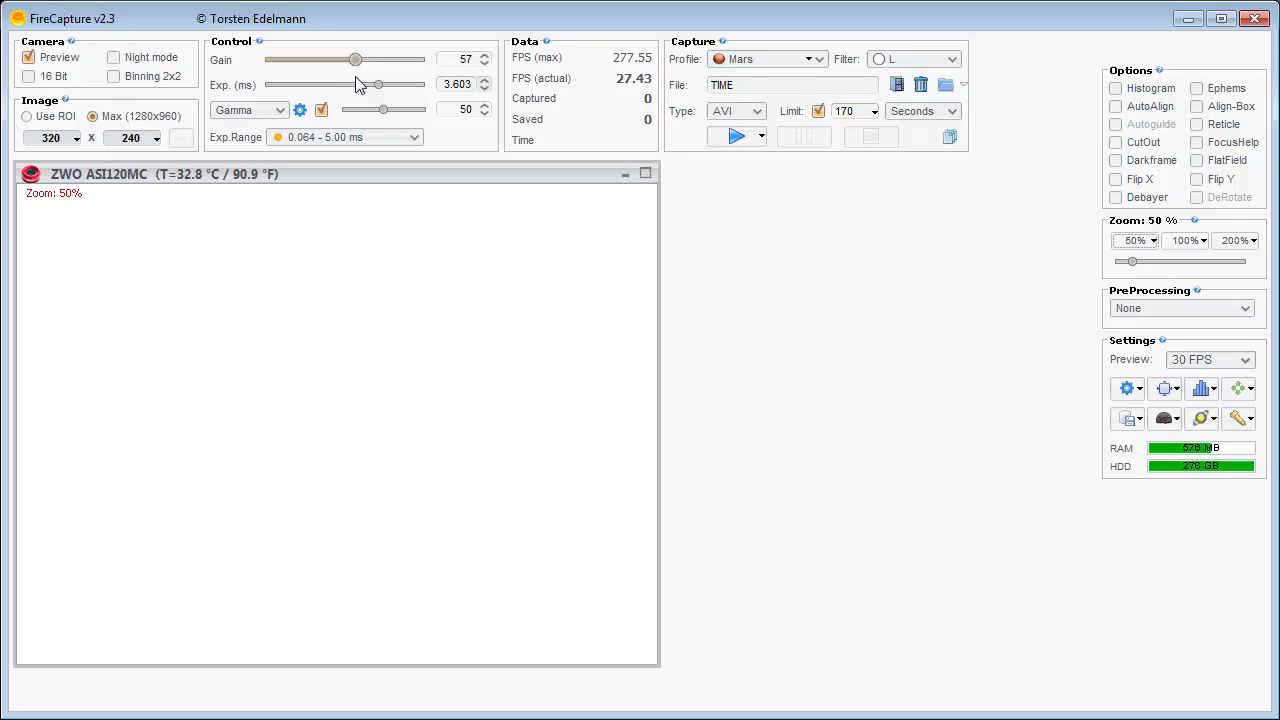 FireCapture v2.3 © Torsten Edelmann
Camera
Preview Night mode
16 Bit Binning 2x2
Image
Use ROI Max (1280x960)
320 x 240
Control
Gain 57
Exp. (ms) 3.603
Gamma 50
Exp.Range 0.064 - 5.00 ms
Data
FPS (max) 277.55
FPS (actual) 27.43
Captured 0
Saved 0
Time
Capture
Profile: Mars Filter: L
File: TIME
Type: AVI Limit: 170 Seconds
Options
Histogram Ephems
AutoAlign Align-Box
Autoguide Reticle
CutOut FocusHelp
Darkframe FlatField
Flip X Flip Y
Debayer DeRotate
Zoom: 50 %
50% 100% 200%
PreProcessing
None
Settings
Preview: 30 FPS
RAM 576 MB
HDD 276 GB
ZWO ASI120MC (T=32.8 °C / 90.9 °F)
Zoom: 50%